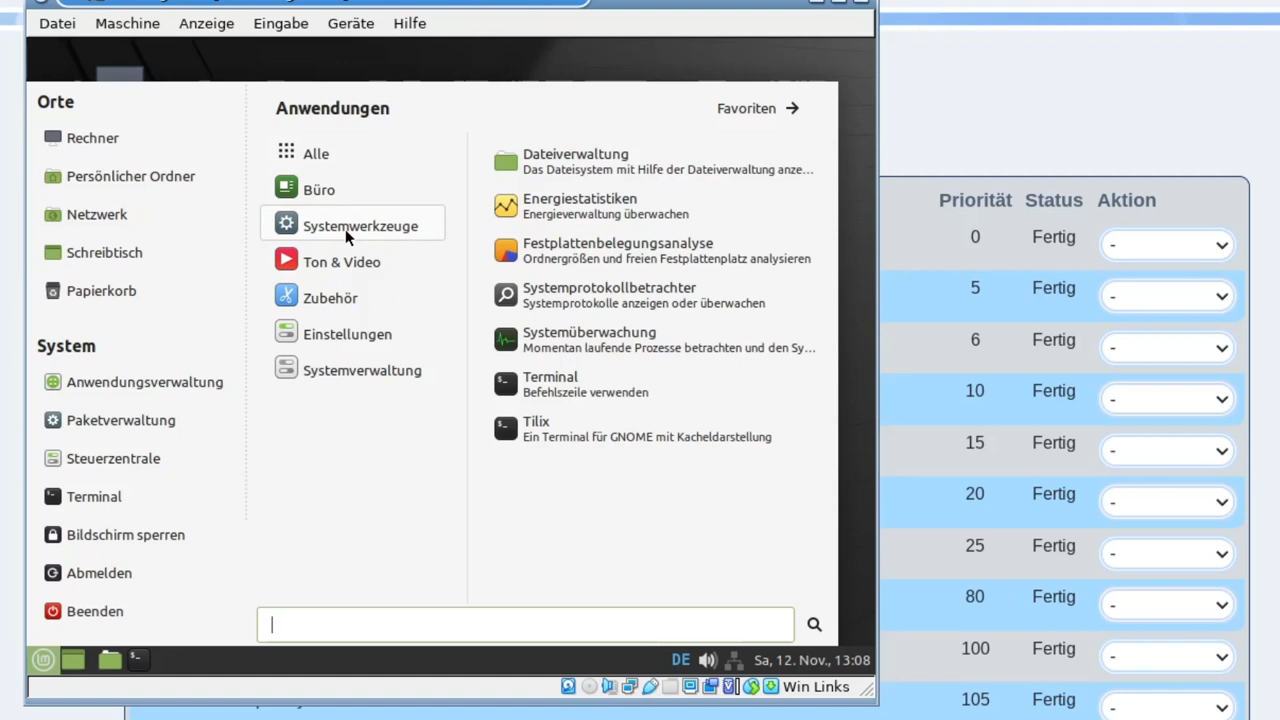 Datei Maschine Anzeige Eingabe Geräte Hilfe
Orte
Rechner
Persönlicher Ordner
Netzwerk
Schreibtisch
Papierkorb
System
Anwendungsverwaltung
Paketverwaltung
Steuerzentrale
Terminal
Bildschirm sperren
Abmelden
Beenden
Anwendungen
Favoriten
Alle
Büro
Systemwerkzeuge
Ton & Video
Zubehör
Einstellungen
Systemverwaltung
Dateiverwaltung
Das Dateisystem mit Hilfe der Dateiverwaltung anze...
Energiestatistiken
Energieverwaltung überwachen
Festplattenbelegungsanalyse
Ordnergrößen und freien Festplattenplatz analysieren
Systemprotokollbetrachter
Systemprotokolle anzeigen oder überwachen
Systemüberwachung
Momentan laufende Prozesse betrachten und den Sy...
Terminal
Befehlszeile verwenden
Tilix
Ein Terminal für GNOME mit Kacheldarstellung
DE Sa, 12. Nov., 13:08
Win Links
Priorität Status Aktion
0 Fertig -
5 Fertig -
6 Fertig -
10 Fertig -
15 Fertig -
20 Fertig -
25 Fertig -
80 Fertig -
100 Fertig -
105 Fertig -